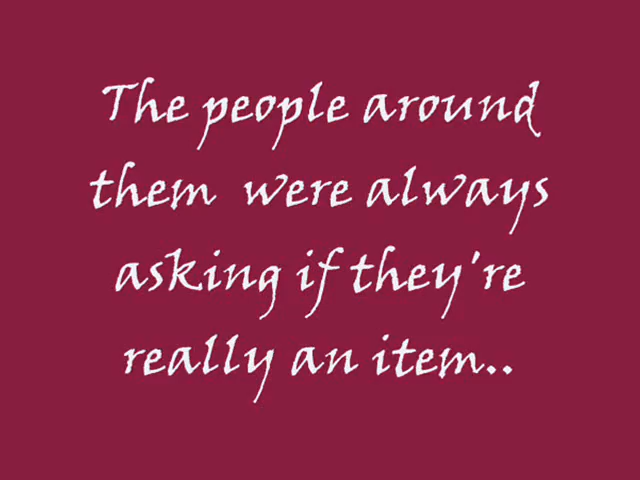 The people around
them were always
asking if they're
really an item..